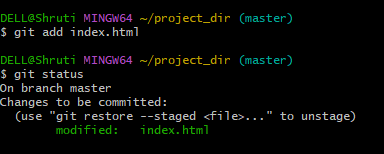 DELL@Shruti MINGW64 ~/project_dir (master)
$ git add index.html
DELL@Shruti MINGW64 ~/project_dir (master)
$ git status
On branch master
Changes to be committed:
  (use "git restore --staged <file>..." to unstage)
        modified:   index.html